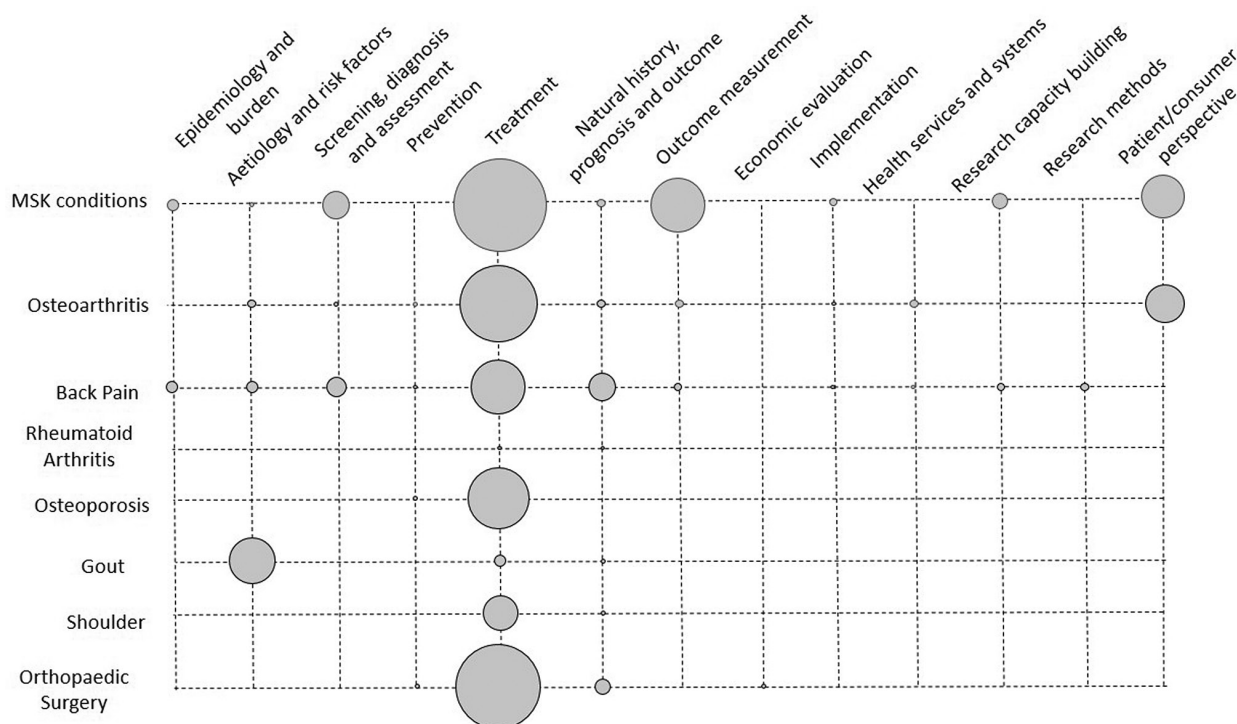 Epidemiology and
burden
Aetiology and risk factors
Screening, diagnosis
and assessment
Prevention
Treatment
Natural history,
prognosis and outcome
Outcome measurement
Economic evaluation
Implementation
Health services and systems
Research capacity building
Research methods
Patient/consumer
perspective
MSK conditions
Osteoarthritis
Back Pain
Rheumatoid
Arthritis
Osteoporosis
Gout
Shoulder
Orthopaedic
Surgery